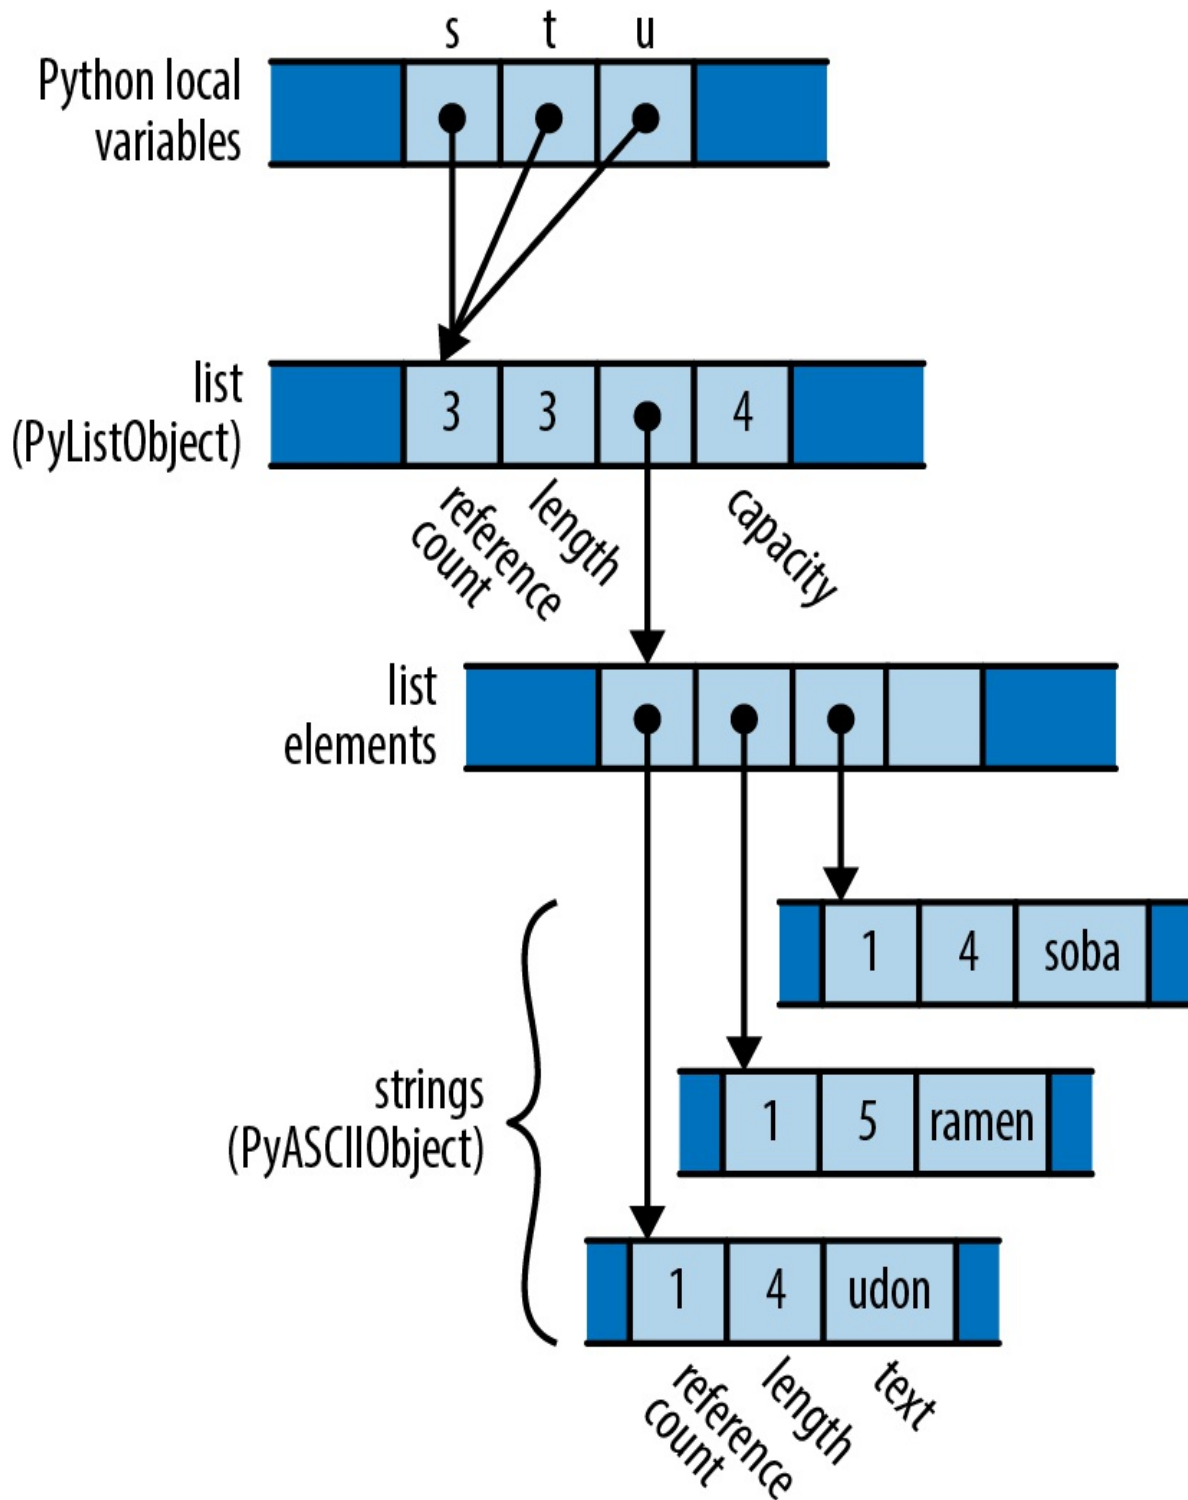 s t u
Python local
variables
list
(PyListObject)
3 3 4
reference
count
length
capacity
list
elements
1 4 soba
strings
(PyASCIIObject)
1 5 ramen
1 4 udon
reference
count
length
text